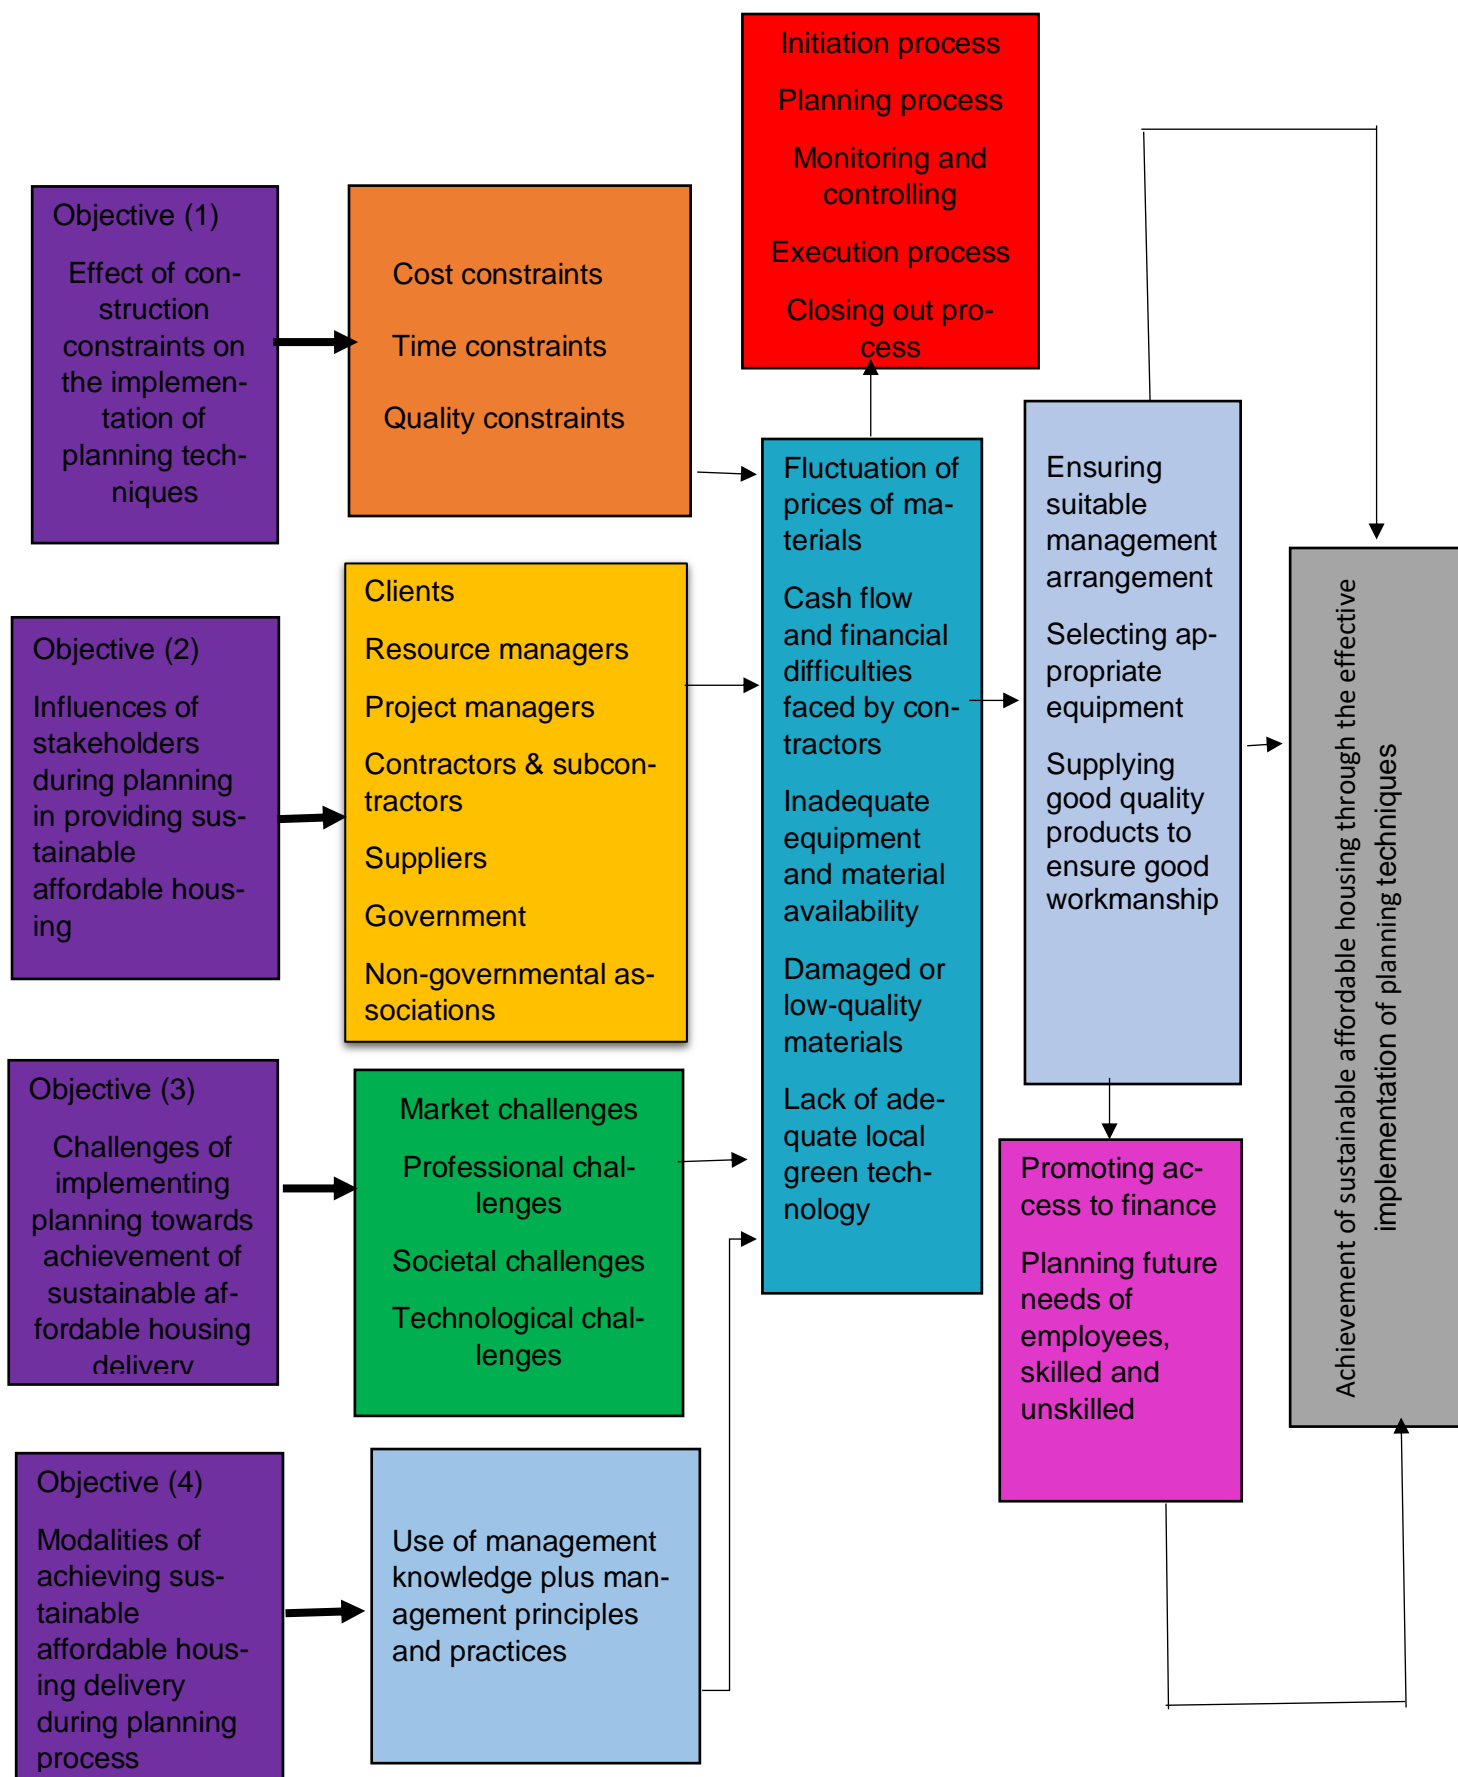 Initiation process
Planning process
Monitoring and
controlling
Execution process
Closing out pro-
cess
Objective (1)
Effect of con-
struction
constraints on
the implemen-
tation of
planning tech-
niques
Cost constraints
Time constraints
Quality constraints
Objective (2)
Influences of
stakeholders
during planning
in providing sus-
tainable
affordable hous-
ing
Clients
Resource managers
Project managers
Contractors & subcon-
tractors
Suppliers
Government
Non-governmental as-
sociations
Objective (3)
Challenges of
implementing
planning towards
achievement of
sustainable af-
fordable housing
delivery
Market challenges
Professional chal-
lenges
Societal challenges
Technological chal-
lenges
Objective (4)
Modalities of
achieving sus-
tainable
affordable hous-
ing delivery
during planning
process
Use of management
knowledge plus man-
agement principles
and practices
Fluctuation of
prices of ma-
terials
Cash flow
and financial
difficulties
faced by con-
tractors
Inadequate
equipment
and material
availability
Damaged or
low-quality
materials
Lack of ade-
quate local
green tech-
nology
Ensuring
suitable
management
arrangement
Selecting ap-
propriate
equipment
Supplying
good quality
products to
ensure good
workmanship
Promoting ac-
cess to finance
Planning future
needs of
employees,
skilled and
unskilled
Achievement of sustainable affordable housing through the effective
implementation of planning techniques